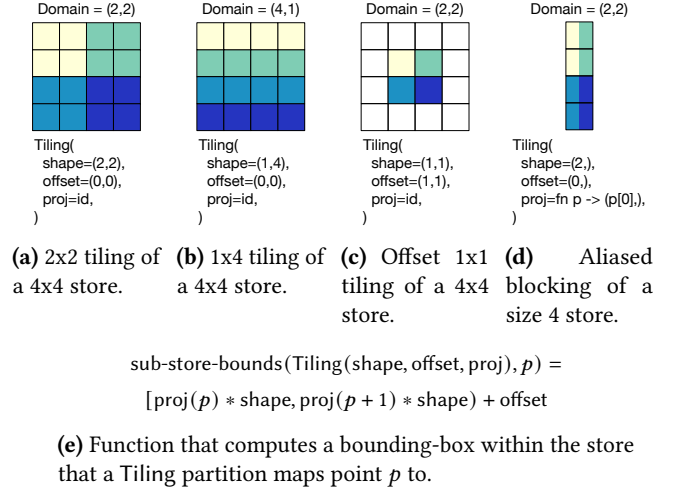 Domain = (2,2)
Tiling(
shape=(2,2),
offset=(0,0),
proj=id,
)
(a) 2x2 tiling of
a 4x4 store.
Domain = (4,1)
Tiling(
shape=(1,4),
offset=(0,0),
proj=id,
)
(b) 1x4 tiling of
a 4x4 store.
Domain = (2,2)
Tiling(
shape=(1,1),
offset=(1,1),
proj=id,
)
(c) Offset 1x1
tiling of a 4x4
store.
Domain = (2,2)
Tiling(
shape=(2,),
offset=(0,),
proj=fn p -> (p[0],),
)
(d) Aliased
blocking of a
size 4 store.
sub-store-bounds(Tiling(shape, offset, proj), p) =
[proj(p) ∗ shape, proj(p + 1) ∗ shape) + offset
(e) Function that computes a bounding-box within the store
that a Tiling partition maps point p to.